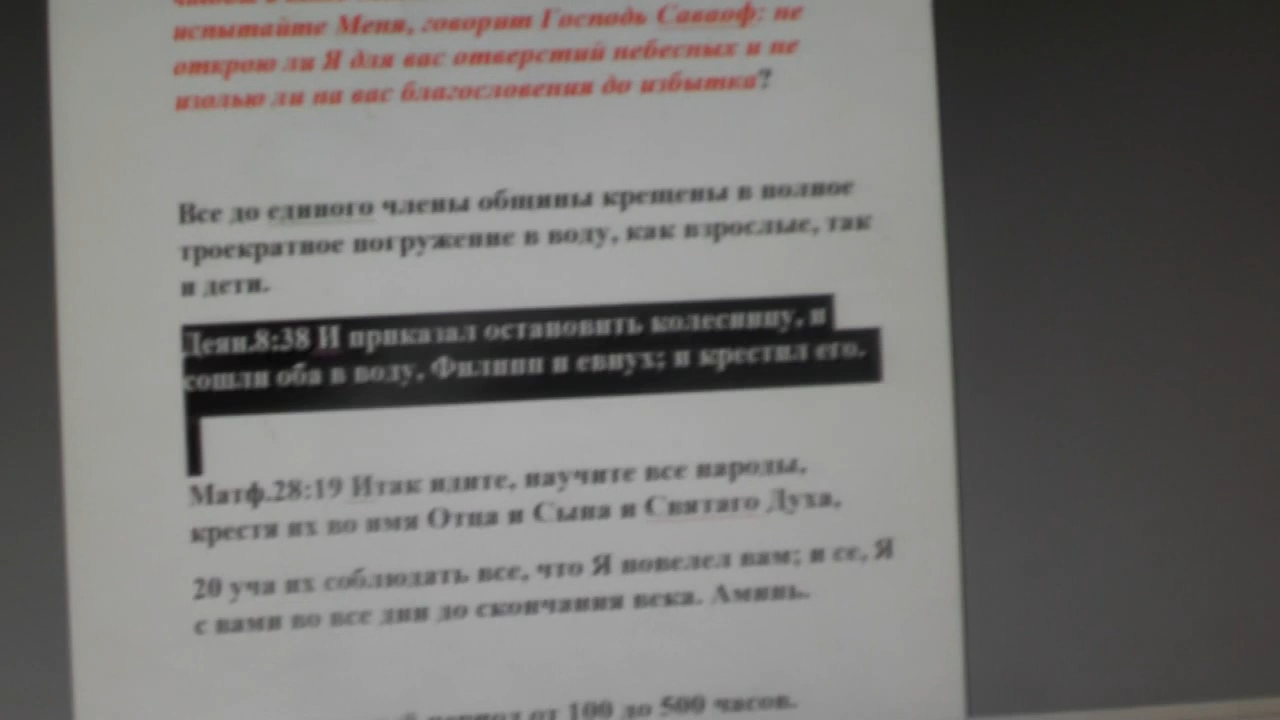 испытайте Меня, говорит Господь Саваоф: не
открою ли Я для вас отверстий небесных и не
изолью ли на вас благословения до избытка?
Все до единого члены общины крещены в полное
троекратное погружение в воду, как взрослые, так
и дети.
Деян.8:38 И приказал остановить колесницу, и
сошли оба в воду, Филипп и евнух; и крестил его.
Матф.28:19 Итак идите, научите все народы,
крестя их во имя Отца и Сына и Святаго Духа,
20 уча их соблюдать все, что Я повелел вам; и се, Я
с вами во все дни до скончания века. Аминь.
период от 100 до 500 часов.